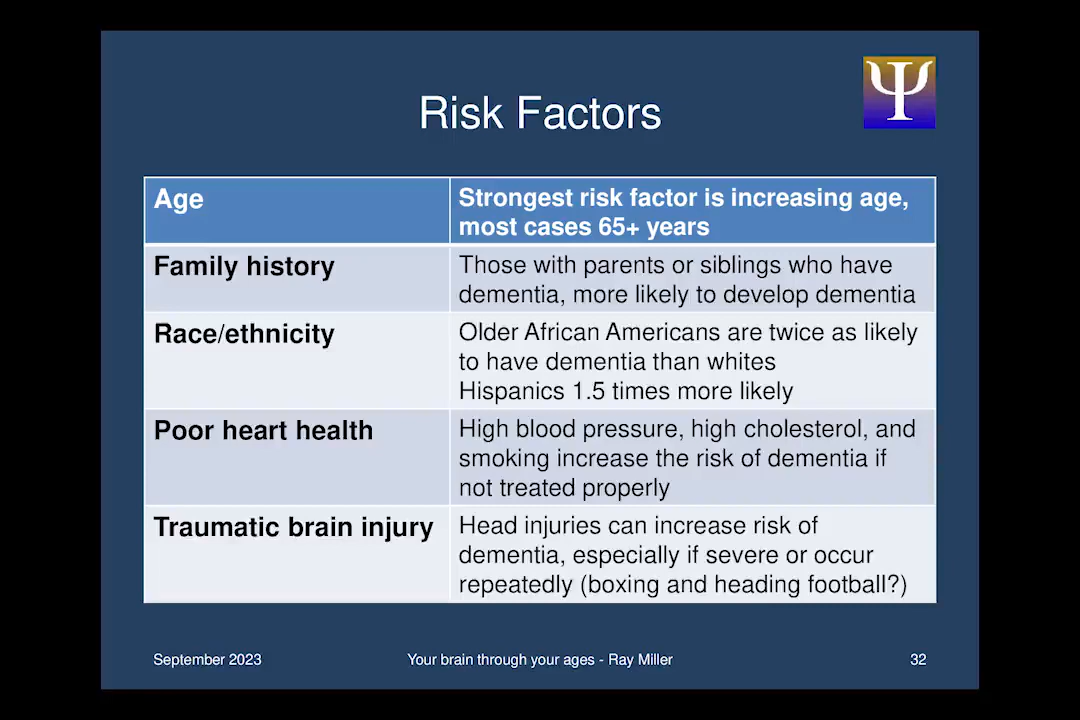 Ψ
Risk Factors
Age
Strongest risk factor is increasing age,
most cases 65+ years
Family history
Those with parents or siblings who have
dementia, more likely to develop dementia
Race/ethnicity
Older African Americans are twice as likely
to have dementia than whites
Hispanics 1.5 times more likely
Poor heart health
High blood pressure, high cholesterol, and
smoking increase the risk of dementia if
not treated properly
Traumatic brain injury
Head injuries can increase risk of
dementia, especially if severe or occur
repeatedly (boxing and heading football?)
September 2023
Your brain through your ages - Ray Miller
32